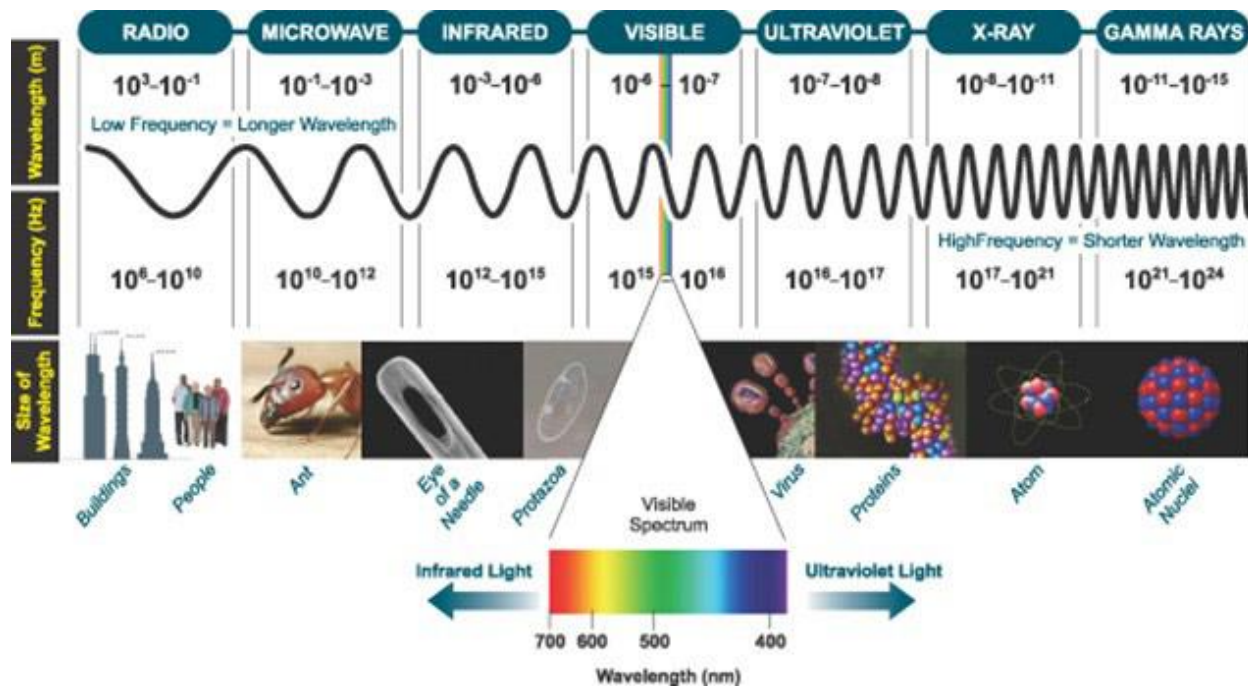 RADIO
MICROWAVE
INFRARED
VISIBLE
ULTRAVIOLET
X-RAY
GAMMA RAYS
Wavelength (m)
10³–10⁻¹
10⁻¹–10⁻³
10⁻³–10⁻⁶
10⁻⁶ – 10⁻⁷
10⁻⁷–10⁻⁸
10⁻⁸–10⁻¹¹
10⁻¹¹–10⁻¹⁵
Low Frequency = Longer Wavelength
Frequency (Hz)
HighFrequency = Shorter Wavelength
10⁶–10¹⁰
10¹⁰–10¹²
10¹²–10¹⁵
10¹⁵ – 10¹⁶
10¹⁶–10¹⁷
10¹⁷–10²¹
10²¹–10²⁴
Size of
Wavelength
Buildings
People
Ant
Eye
of a
Needle
Protazoa
Virus
Proteins
Atom
Atomic
Nuclei
Visible
Spectrum
Infrared Light
Ultraviolet Light
700
600
500
400
Wavelength (nm)